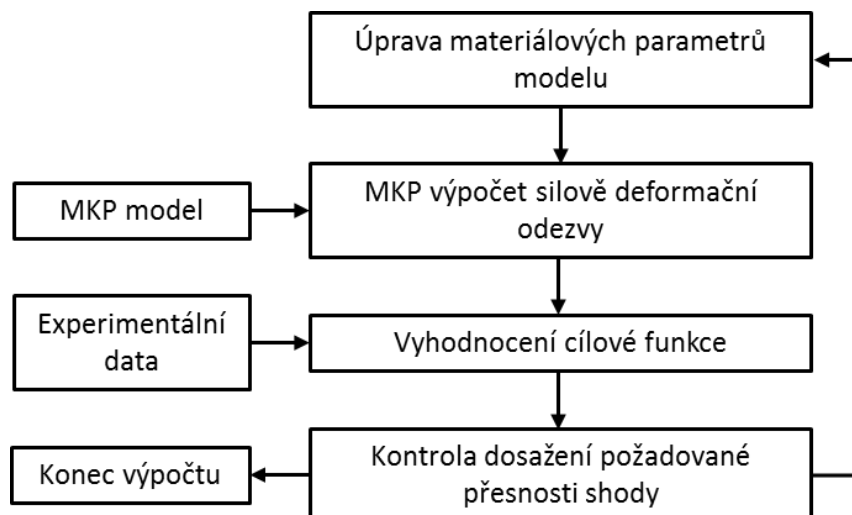 Úprava materiálových parametrů
modelu
MKP model
MKP výpočet silově deformační
odezvy
Experimentální
data
Vyhodnocení cílové funkce
Konec výpočtu
Kontrola dosažení požadované
přesnosti shody